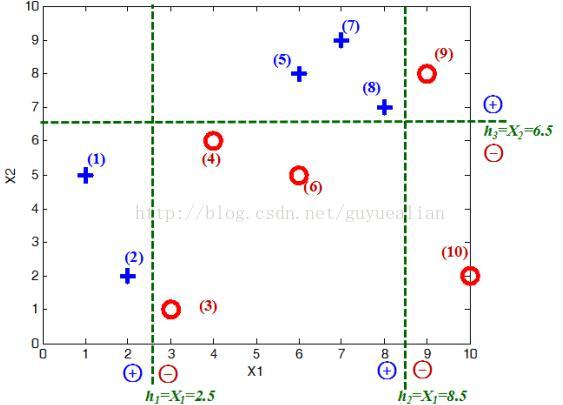 10
9
8
7
6
5
4
3
2
1
0
X2
(7)
(5)
(9)
(8)
+
h₃=X₂=6.5
−
(1)
(4)
(6)
http://blog.csdn.net/guyuealian
(2)
(10)
(3)
0 1 2 3 4 5 6 7 8 9 10
X1
+ − + −
h₁=X₁=2.5
h₂=X₁=8.5